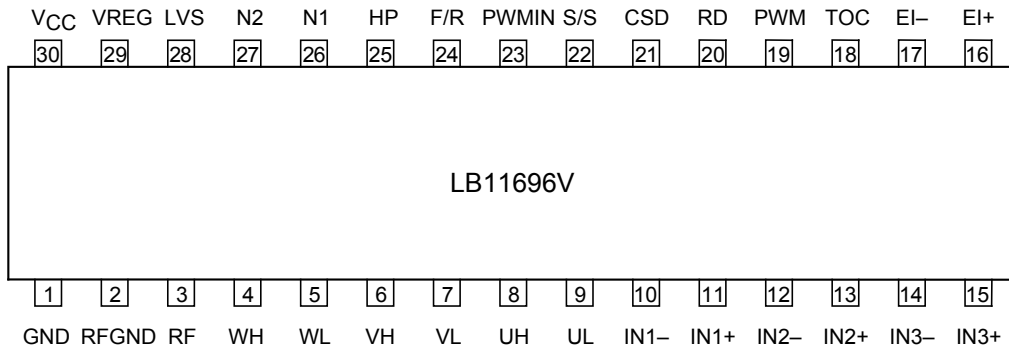 VCC VREG LVS N2 N1 HP F/R PWMIN S/S CSD RD PWM TOC EI– EI+
30 29 28 27 26 25 24 23 22 21 20 19 18 17 16
LB11696V
1 2 3 4 5 6 7 8 9 10 11 12 13 14 15
GND RFGND RF WH WL VH VL UH UL IN1– IN1+ IN2– IN2+ IN3– IN3+